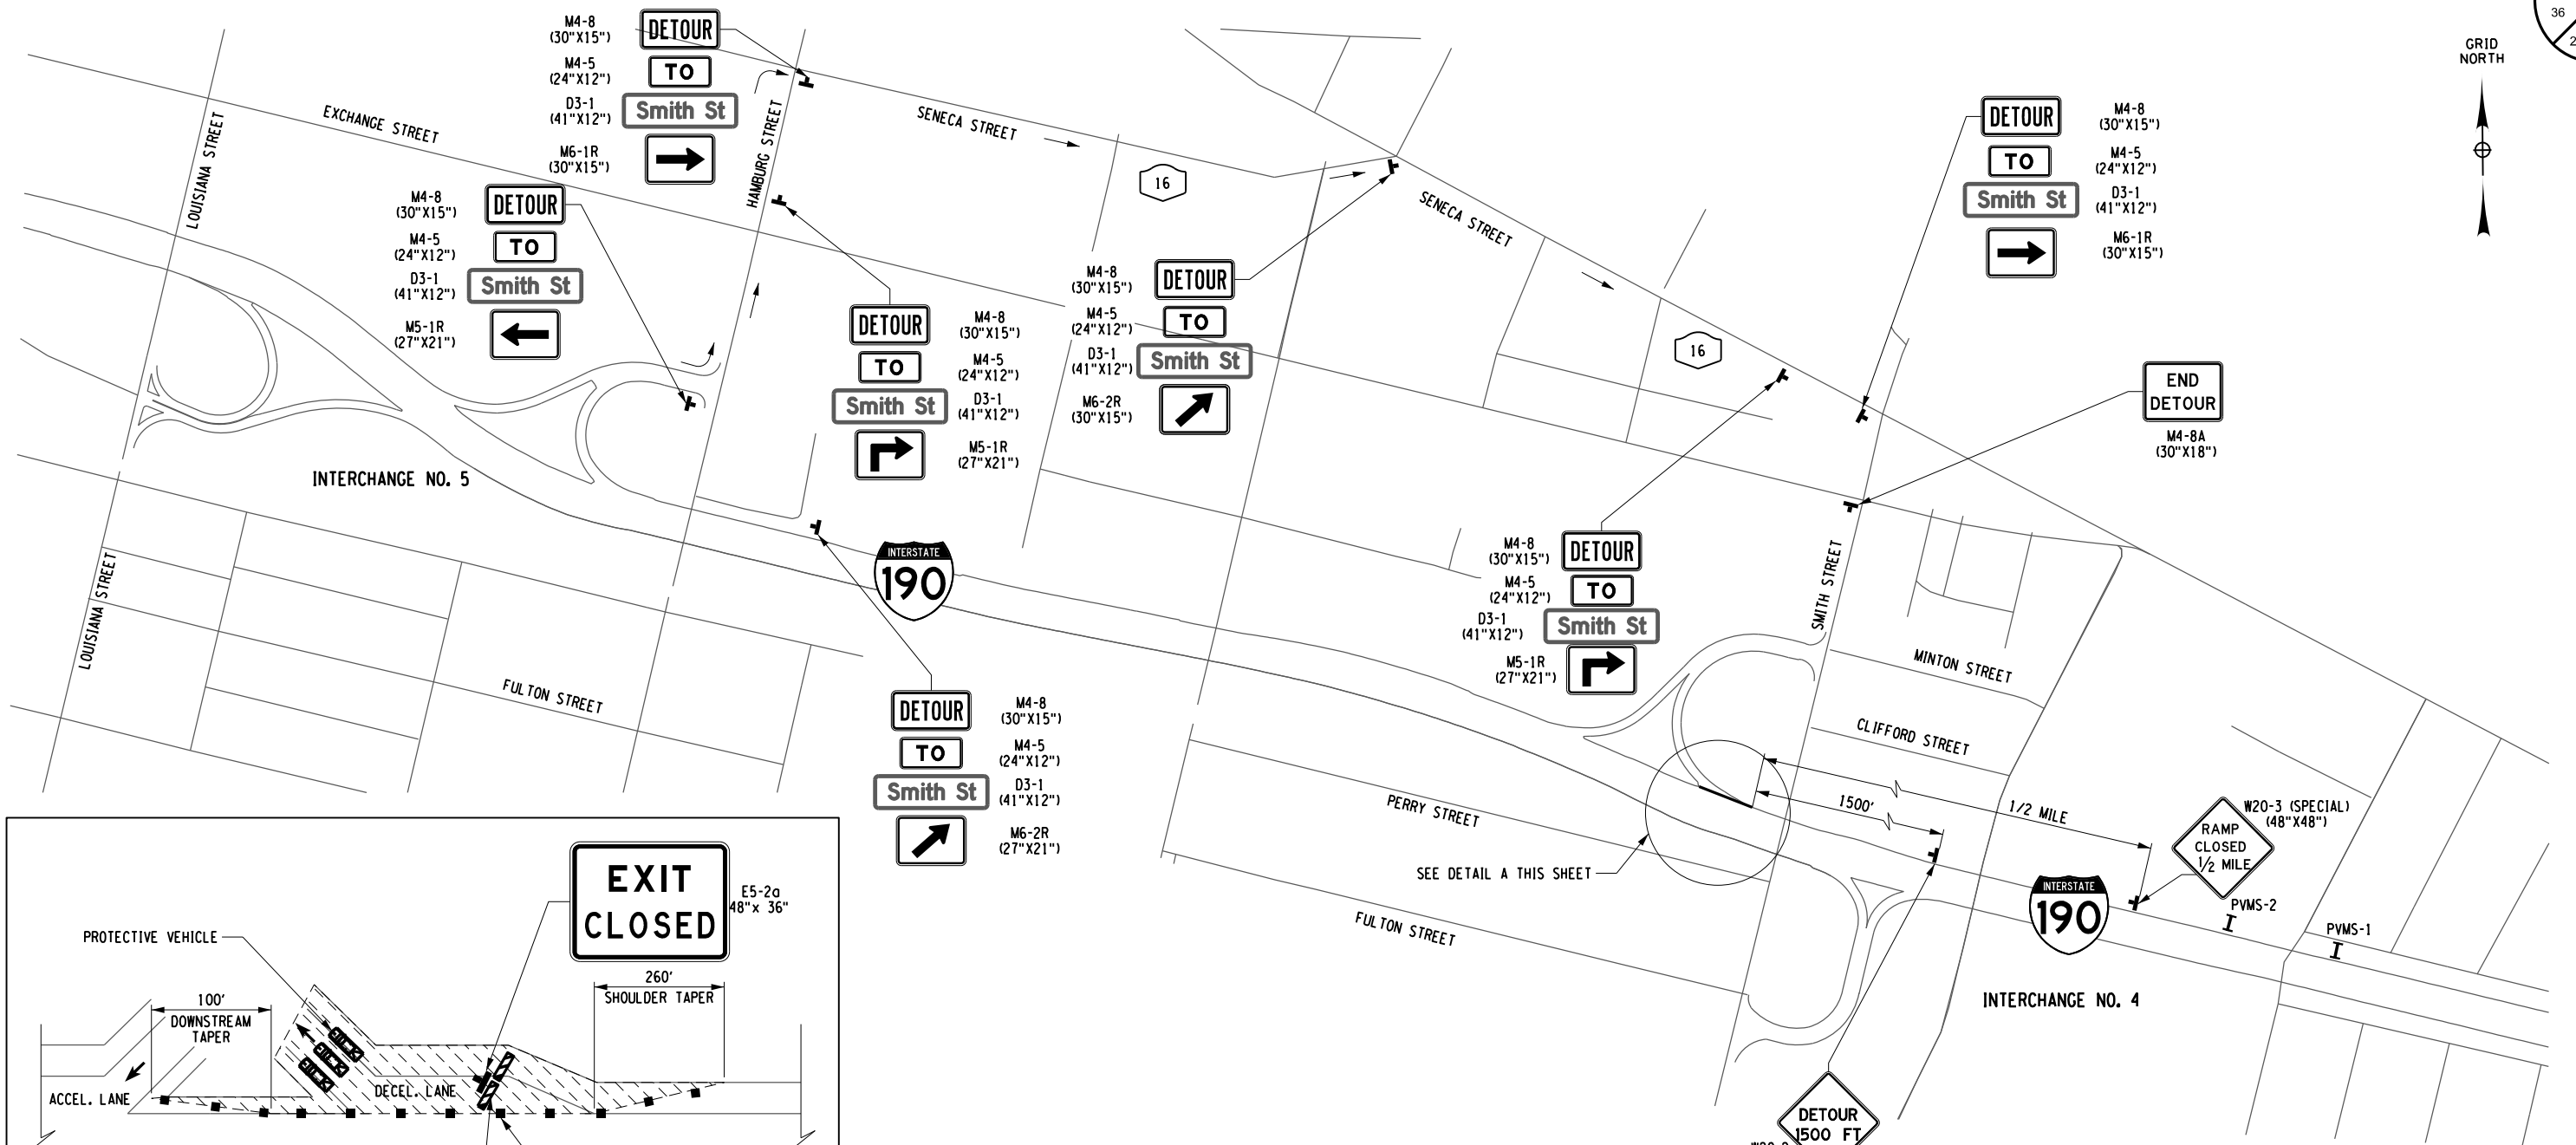 36
2
GRID
NORTH
M4-8
(30"X15")
DETOUR
M4-5
(24"X12")
TO
D3-1
(41"X12")
Smith St
M6-1R
(30"X15")
EXCHANGE STREET
LOUISIANA STREET
HAMBURG STREET
SENECA STREET
16
M4-8
(30"X15")
DETOUR
M4-5
(24"X12")
TO
D3-1
(41"X12")
Smith St
M5-1R
(27"X21")
DETOUR
M4-8
(30"X15")
TO
M4-5
(24"X12")
Smith St
D3-1
(41"X12")
M5-1R
(27"X21")
M4-8
(30"X15")
DETOUR
M4-5
(24"X12")
TO
D3-1
(41"X12")
Smith St
M6-2R
(30"X15")
SENECA STREET
16
DETOUR
M4-8
(30"X15")
TO
M4-5
(24"X12")
Smith St
D3-1
(41"X12")
M6-1R
(30"X15")
END
DETOUR
M4-8A
(30"X18")
INTERCHANGE NO. 5
INTERSTATE
190
LOUISIANA STREET
FULTON STREET
DETOUR
M4-8
(30"X15")
TO
M4-5
(24"X12")
Smith St
D3-1
(41"X12")
M6-2R
(27"X21")
M4-8
(30"X15")
DETOUR
M4-5
(24"X12")
TO
D3-1
(41"X12")
Smith St
M5-1R
(27"X21")
SMITH STREET
MINTON STREET
CLIFFORD STREET
1500'
1/2 MILE
PERRY STREET
SEE DETAIL A THIS SHEET
FULTON STREET
W20-3 (SPECIAL)
(48"X48")
RAMP
CLOSED
1/2 MILE
PVMS-2
PVMS-1
INTERSTATE
190
INTERCHANGE NO. 4
DETOUR
1500 FT
EXIT
CLOSED
E5-2a
48"x 36"
PROTECTIVE VEHICLE
260'
SHOULDER TAPER
100'
DOWNSTREAM
TAPER
ACCEL. LANE
DECEL. LANE